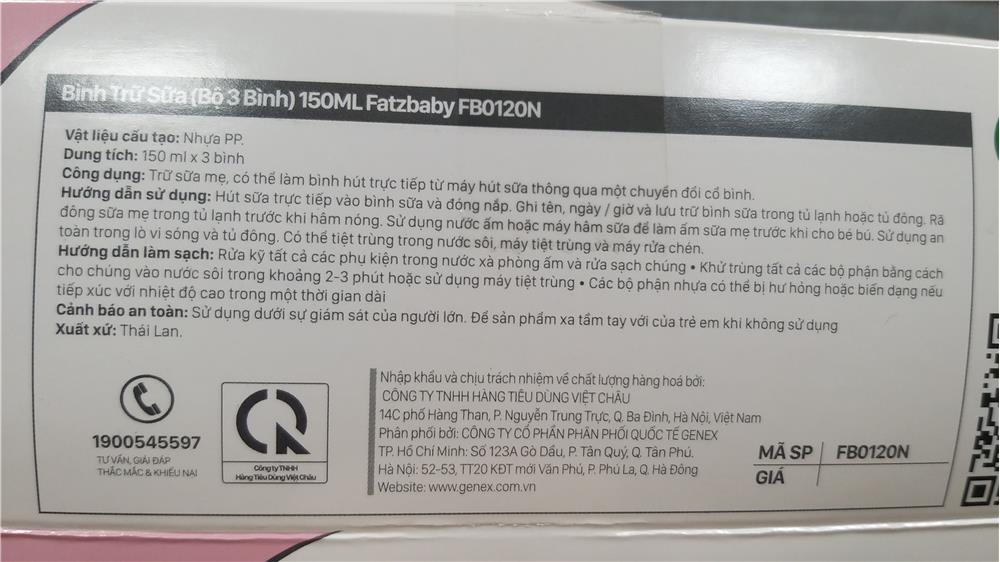 Bình Trữ Sữa (Bộ 3 Bình) 150ML Fatzbaby FB0120N
Vật liệu cấu tạo: Nhựa PP.
Dung tích: 150 ml x 3 bình
Công dụng: Trữ sữa mẹ, có thể làm bình hút trực tiếp từ máy hút sữa thông qua một chuyển đổi cổ bình.
Hướng dẫn sử dụng: Hút sữa trực tiếp vào bình sữa và đóng nắp. Ghi tên, ngày / giờ và lưu trữ bình sữa trong tủ lạnh hoặc tủ đông. Rã
đông sữa mẹ trong tủ lạnh trước khi hâm nóng. Sử dụng nước ấm hoặc máy hâm sữa để làm ấm sữa mẹ trước khi cho bé bú. Sử dụng an
toàn trong lò vi sóng và tủ đông. Có thể tiệt trùng trong nước sôi, máy tiệt trùng và máy rửa chén.
Hướng dẫn làm sạch: Rửa kỹ tất cả các phụ kiện trong nước xà phòng ấm và rửa sạch chúng • Khử trùng tất cả các bộ phận bằng cách
cho chúng vào nước sôi trong khoảng 2-3 phút hoặc sử dụng máy tiệt trùng • Các bộ phận nhựa có thể bị hư hỏng hoặc biến dạng nếu
tiếp xúc với nhiệt độ cao trong một thời gian dài
Cảnh báo an toàn: Sử dụng dưới sự giám sát của người lớn. Để sản phẩm xa tầm tay với của trẻ em khi không sử dụng
Xuất xứ: Thái Lan.
1900545597
TƯ VẤN, GIẢI ĐÁP
THẮC MẮC & KHIẾU NẠI
Công ty TNHH
Hàng Tiêu Dùng Việt Châu
Nhập khẩu và chịu trách nhiệm về chất lượng hàng hoá bởi:
CÔNG TY TNHH HÀNG TIÊU DÙNG VIỆT CHÂU
14C phố Hàng Than, P. Nguyễn Trung Trực, Q. Ba Đình, Hà Nội, Việt Nam
Phân phối bởi: CÔNG TY CỔ PHẦN PHÂN PHỐI QUỐC TẾ GENEX
TP. Hồ Chí Minh: Số 123A Gò Dầu, P. Tân Quý, Q. Tân Phú.
Hà Nội: 52-53, TT20 KĐT mới Văn Phú, P. Phú La, Q. Hà Đông
Website: www.genex.com.vn
MÃ SP FB0120N
GIÁ